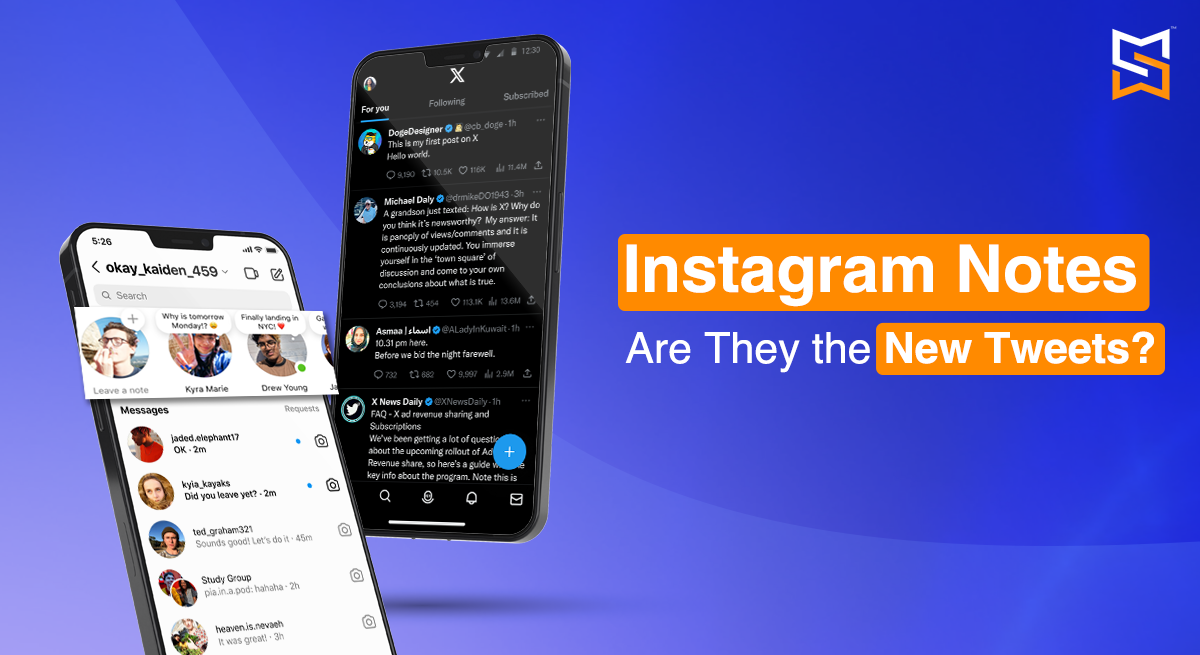 5:26
okay_kaiden_459
Search
Why is tomorrow
Monday!? 😩
Finally landing in
NYC! ❤️
Ga
Leave a note
Kyra Marie
Drew Young
Ja
Messages
Requests
jaded.elephant17
OK · 2m
kyia_kayaks
Did you leave yet? · 2m
ted_graham321
Sounds good! Let's do it · 45m
Study Group
pia.in.a.pod: hahaha · 2h
heaven.is.nevaeh
It was great! · 3h
12:30
X
For you
Following
Subscribed
DogeDesigner @cb_doge · 1h
This is my first post on X
Hello world.
9,190 10.5K 116K 11.4M
Michael Daly @drmikeDO1943 · 3h
A grandson just texted: How is X? Why do
you think it's newsworthy? My answer: It
is panoply of views/comments and it is
continuously updated. You immerse
yourself in the 'town square' of
discussion and come to your own
conclusions about what is true.
3,194 454 113.1K 13.6M
Asmaa | اسماء @ALadyInKuwait · 1h
10.31 pm here.
Before we bid the night farewell.
732 682 9,997 2.9M
X News Daily @XNewsDaily · 1h
FAQ - X ad revenue sharing and
Subscriptions
We've been getting a lot of questio
about the upcoming rollout of Ad
Revenue share, so here's a guide w he
key info about the program. Note this is
Instagram Notes
Are They the New Tweets?
TM